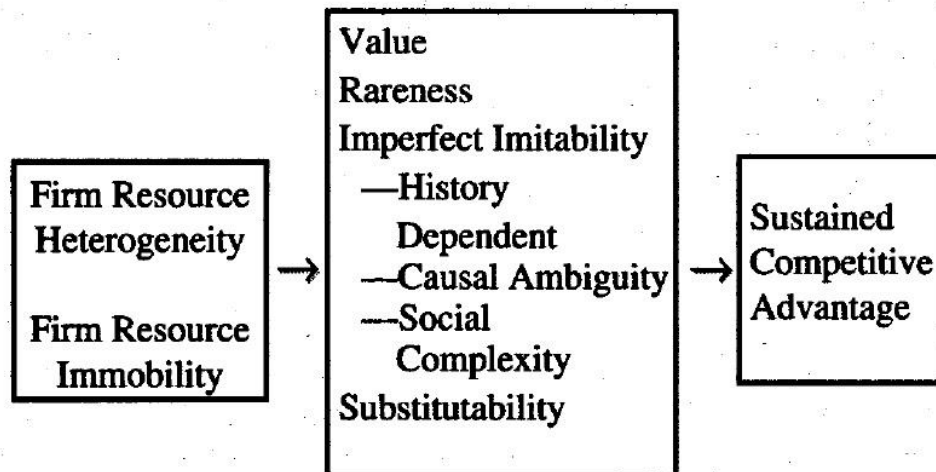 Firm Resource
Heterogeneity
Firm Resource
Immobility
→
Value
Rareness
Imperfect Imitability
—History
Dependent
—Causal Ambiguity
—Social
Complexity
Substitutability
→
Sustained
Competitive
Advantage